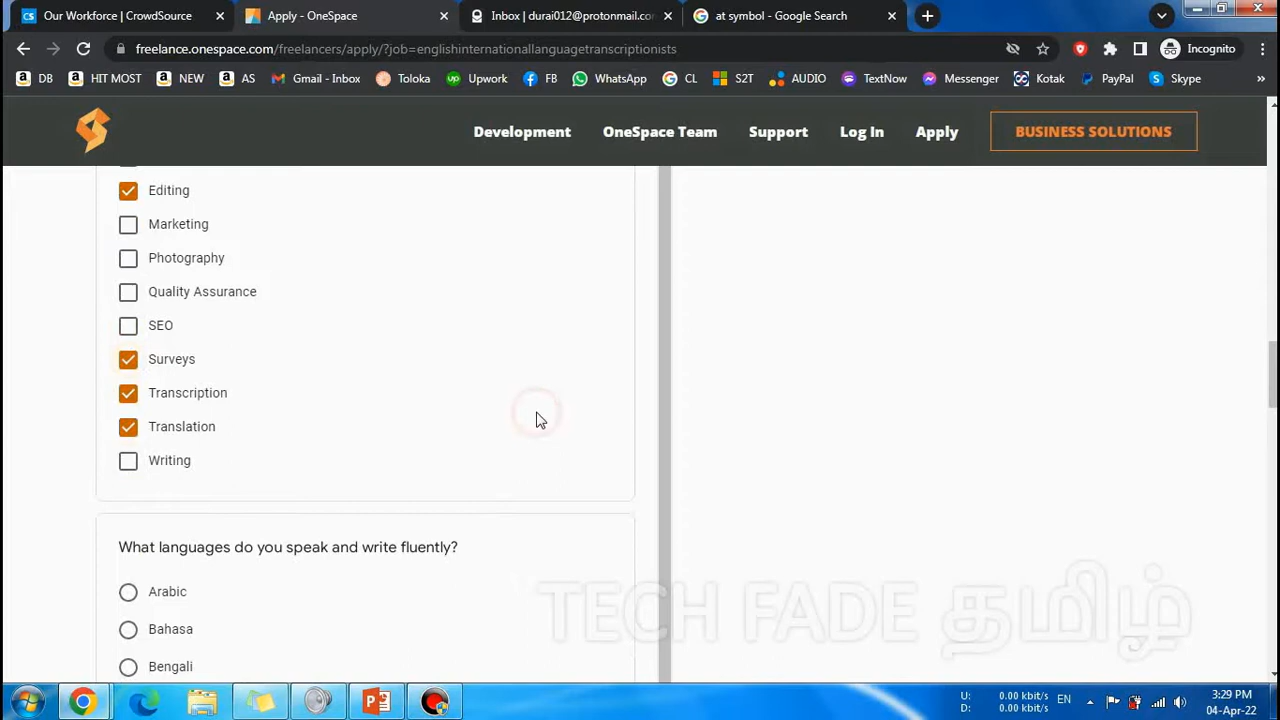 Our Workforce | CrowdSource
Apply - OneSpace
Inbox | durai023@protonmail.co
at symbol - Google Search
freelance.onespace.com/freelancers/apply/?job=englishinternationallanguagetranscriptionists
Incognito
DB
HIT MOST
NEW
AS
Gmail - Inbox
Toloka
Upwork
FB
WhatsApp
CL
S2T
AUDIO
TextNow
Messenger
Kotak
PayPal
Skype
»
Development
OneSpace Team
Support
Log In
Apply
BUSINESS SOLUTIONS
Editing
Marketing
Photography
Quality Assurance
SEO
Surveys
Transcription
Translation
Writing
What languages do you speak and write fluently?
Arabic
Bahasa
Bengali
TECH FADE தமிழ்
U: 0.00 kbit/s
D: 0.00 kbit/s
EN
3:29 PM
04-Apr-22